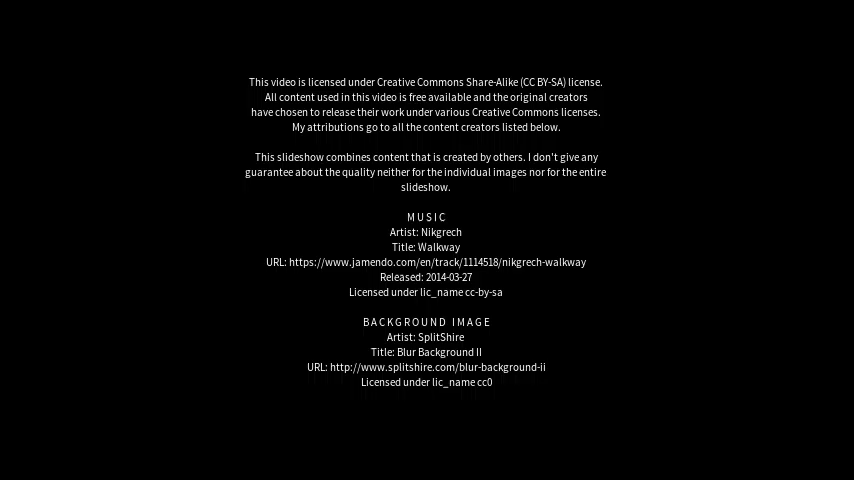 This video is licensed under Creative Commons Share-Alike (CC BY-SA) license.
All content used in this video is free available and the original creators
have chosen to release their work under various Creative Commons licenses.
My attributions go to all the content creators listed below.
This slideshow combines content that is created by others. I don't give any
guarantee about the quality neither for the individual images nor for the entire
slideshow.
M U S I C
Artist: Nikgrech
Title: Walkway
URL: https://www.jamendo.com/en/track/1114518/nikgrech-walkway
Released: 2014-03-27
Licensed under lic_name cc-by-sa
B A C K G R O U N D   I M A G E
Artist: SplitShire
Title: Blur Background II
URL: http://www.splitshire.com/blur-background-ii
Licensed under lic_name cc0